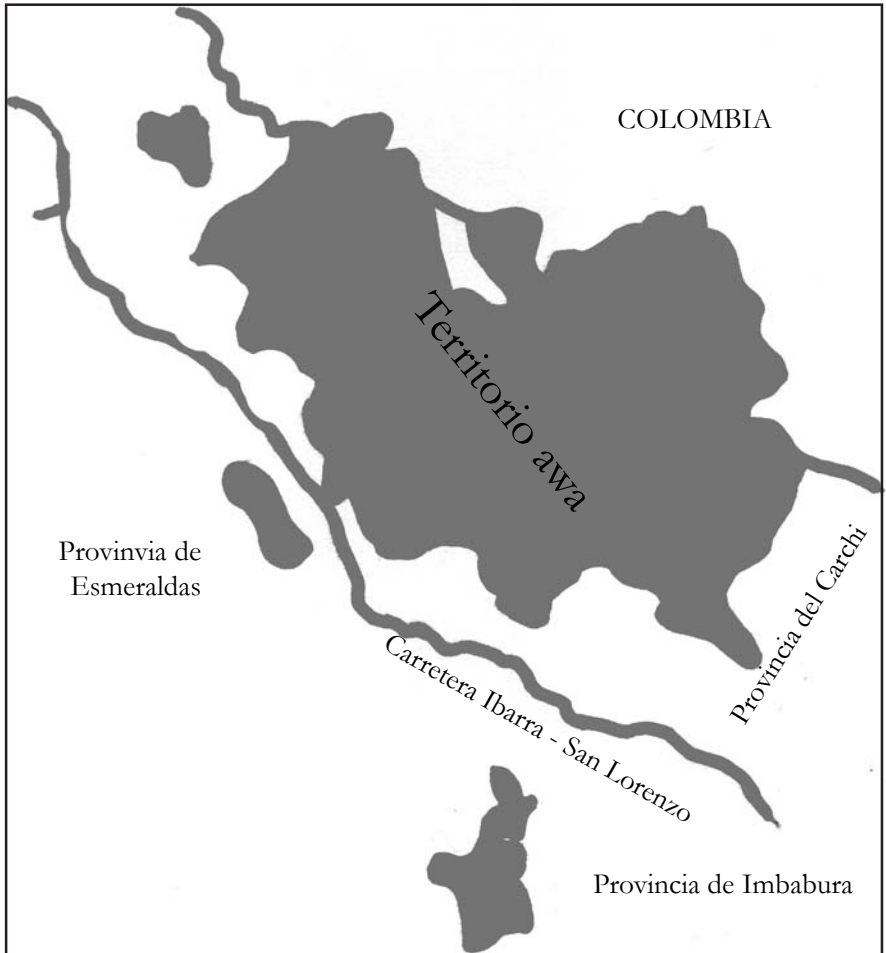 COLOMBIA
Territorio awa
Provinvia de
Esmeraldas
Provincia del Carchi
Carretera Ibarra - San Lorenzo
Provincia de Imbabura